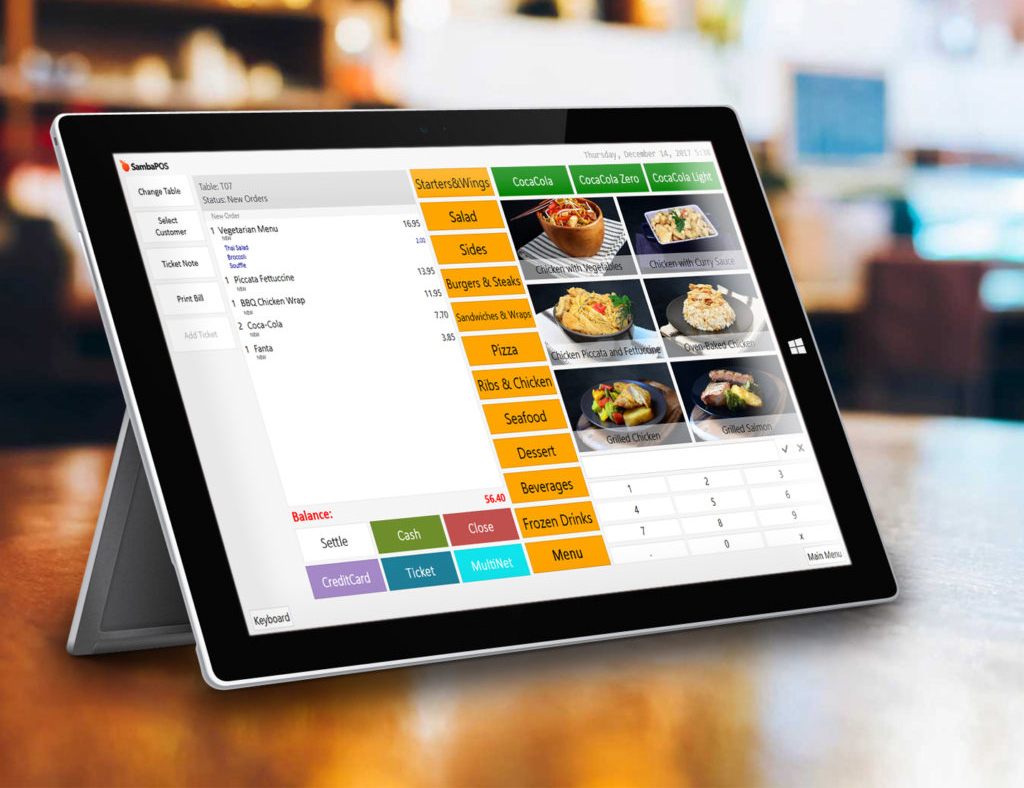 SambaPOS
Thursday, December 14, 2017 5:38
Change Table
Select
Customer
Ticket Note
Print Bill
Add Ticket
Table: T07
Status: New Orders
New Order
1 Vegetarian Menu 16.95
NEW
Thai Salad 2.00
Broccoli
Souffle
1 Piccata Fettuccine 13.95
NEW
1 BBQ Chicken Wrap 11.95
NEW
2 Coca-Cola 7.70
NEW
1 Fanta 3.85
NEW
Balance: 56.40
Settle
Cash
Close
CreditCard
Ticket
MultiNet
Keyboard
Starters&Wings
Salad
Sides
Burgers & Steaks
Sandwiches & Wraps
Pizza
Ribs & Chicken
Seafood
Dessert
Beverages
Frozen Drinks
Menu
CocaCola
CocaCola Zero
CocaCola Light
Chicken with Vegetables
Chicken with Curry Sauce
Chicken Piccata and Fettuccine
Oven-Baked Chicken
Grilled Chicken
Grilled Salmon
✓ X
1 2 3
4 5 6
7 8 9
. 0 x
Main Menu